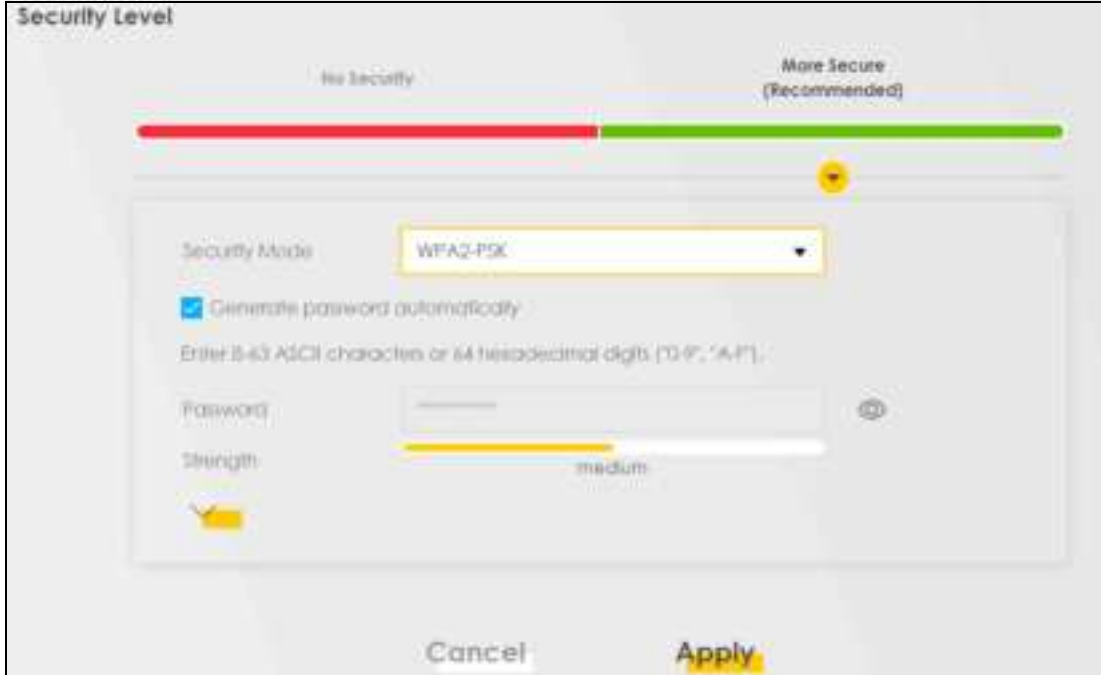 Security Level
No Security
More Secure
(Recommended)
Security Mode
WPA2-PSK
Generate password automatically
Enter 8-63 ASCII characters or 64 hexadecimal digits ("0-9", "A-F").
Password
Strength
medium
Cancel
Apply